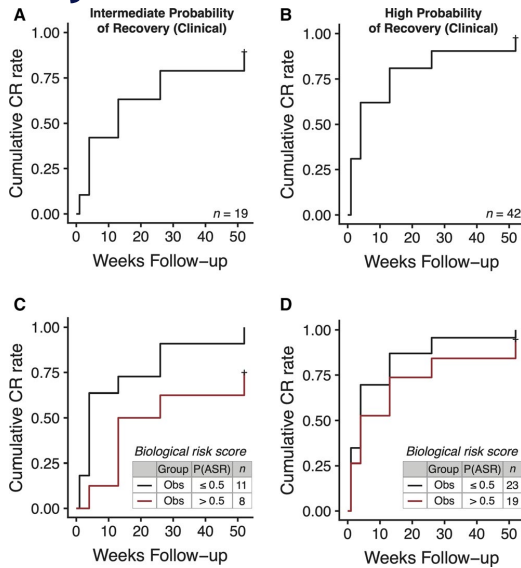 A
Intermediate Probability
of Recovery (Clinical)
Cumulative CR rate
1.00
0.75
0.50
0.25
0.00
n = 19
0 10 20 30 40 50
Weeks Follow-up
B
High Probability
of Recovery (Clinical)
Cumulative CR rate
1.00
0.75
0.50
0.25
0.00
n = 42
0 10 20 30 40 50
Weeks Follow-up
C
Cumulative CR rate
1.00
0.75
0.50
0.25
0.00
Biological risk score
Group P(ASR) n
Obs ≤ 0.5 11
Obs > 0.5 8
0 10 20 30 40 50
Weeks Follow-up
D
Cumulative CR rate
1.00
0.75
0.50
0.25
0.00
Biological risk score
Group P(ASR) n
Obs ≤ 0.5 23
Obs > 0.5 19
0 10 20 30 40 50
Weeks Follow-up